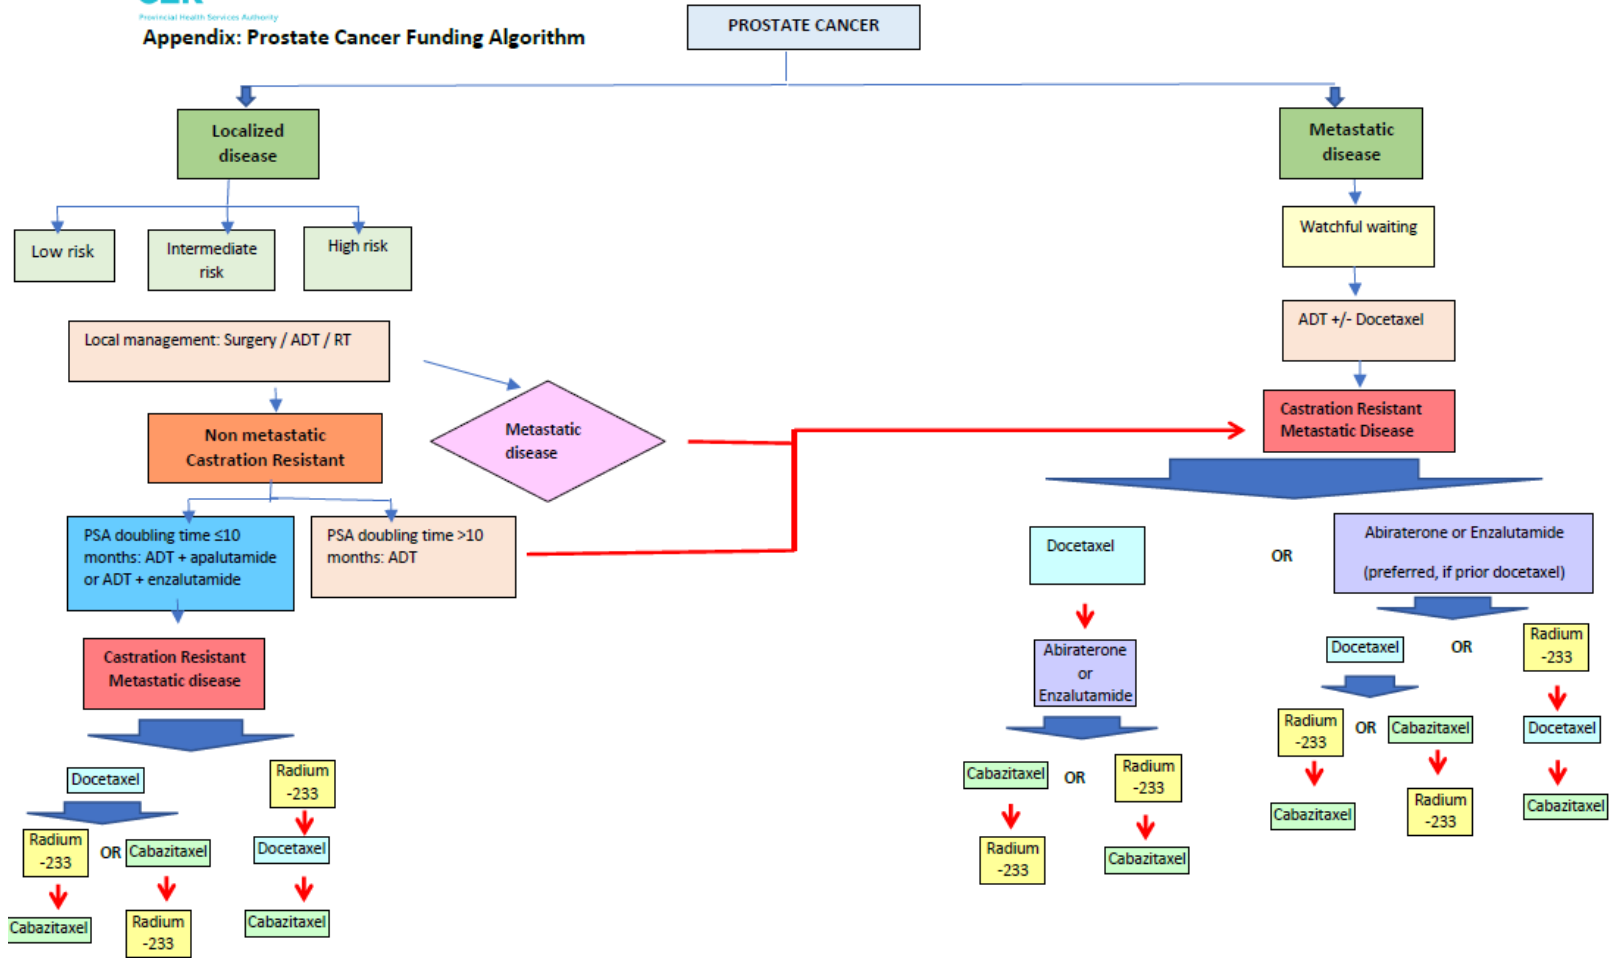 Provincial Health Services Authority
Appendix: Prostate Cancer Funding Algorithm
PROSTATE CANCER
Localized
disease
Metastatic
disease
Low risk
Intermediate
risk
High risk
Watchful waiting
Local management: Surgery / ADT / RT
ADT +/- Docetaxel
Metastatic
disease
Castration Resistant
Metastatic Disease
Non metastatic
Castration Resistant
PSA doubling time ≤10
months: ADT + apalutamide
or ADT + enzalutamide
PSA doubling time >10
months: ADT
Docetaxel
OR
Abiraterone or Enzalutamide
(preferred, if prior docetaxel)
Castration Resistant
Metastatic disease
Abiraterone
or
Enzalutamide
Docetaxel
OR
Radium
-233
Radium
-233
OR
Cabazitaxel
Docetaxel
Cabazitaxel
OR
Radium
-233
Cabazitaxel
Radium
-233
Cabazitaxel
Radium
-233
Cabazitaxel
Docetaxel
Radium
-233
Radium
-233
OR
Cabazitaxel
Docetaxel
Cabazitaxel
Radium
-233
Cabazitaxel